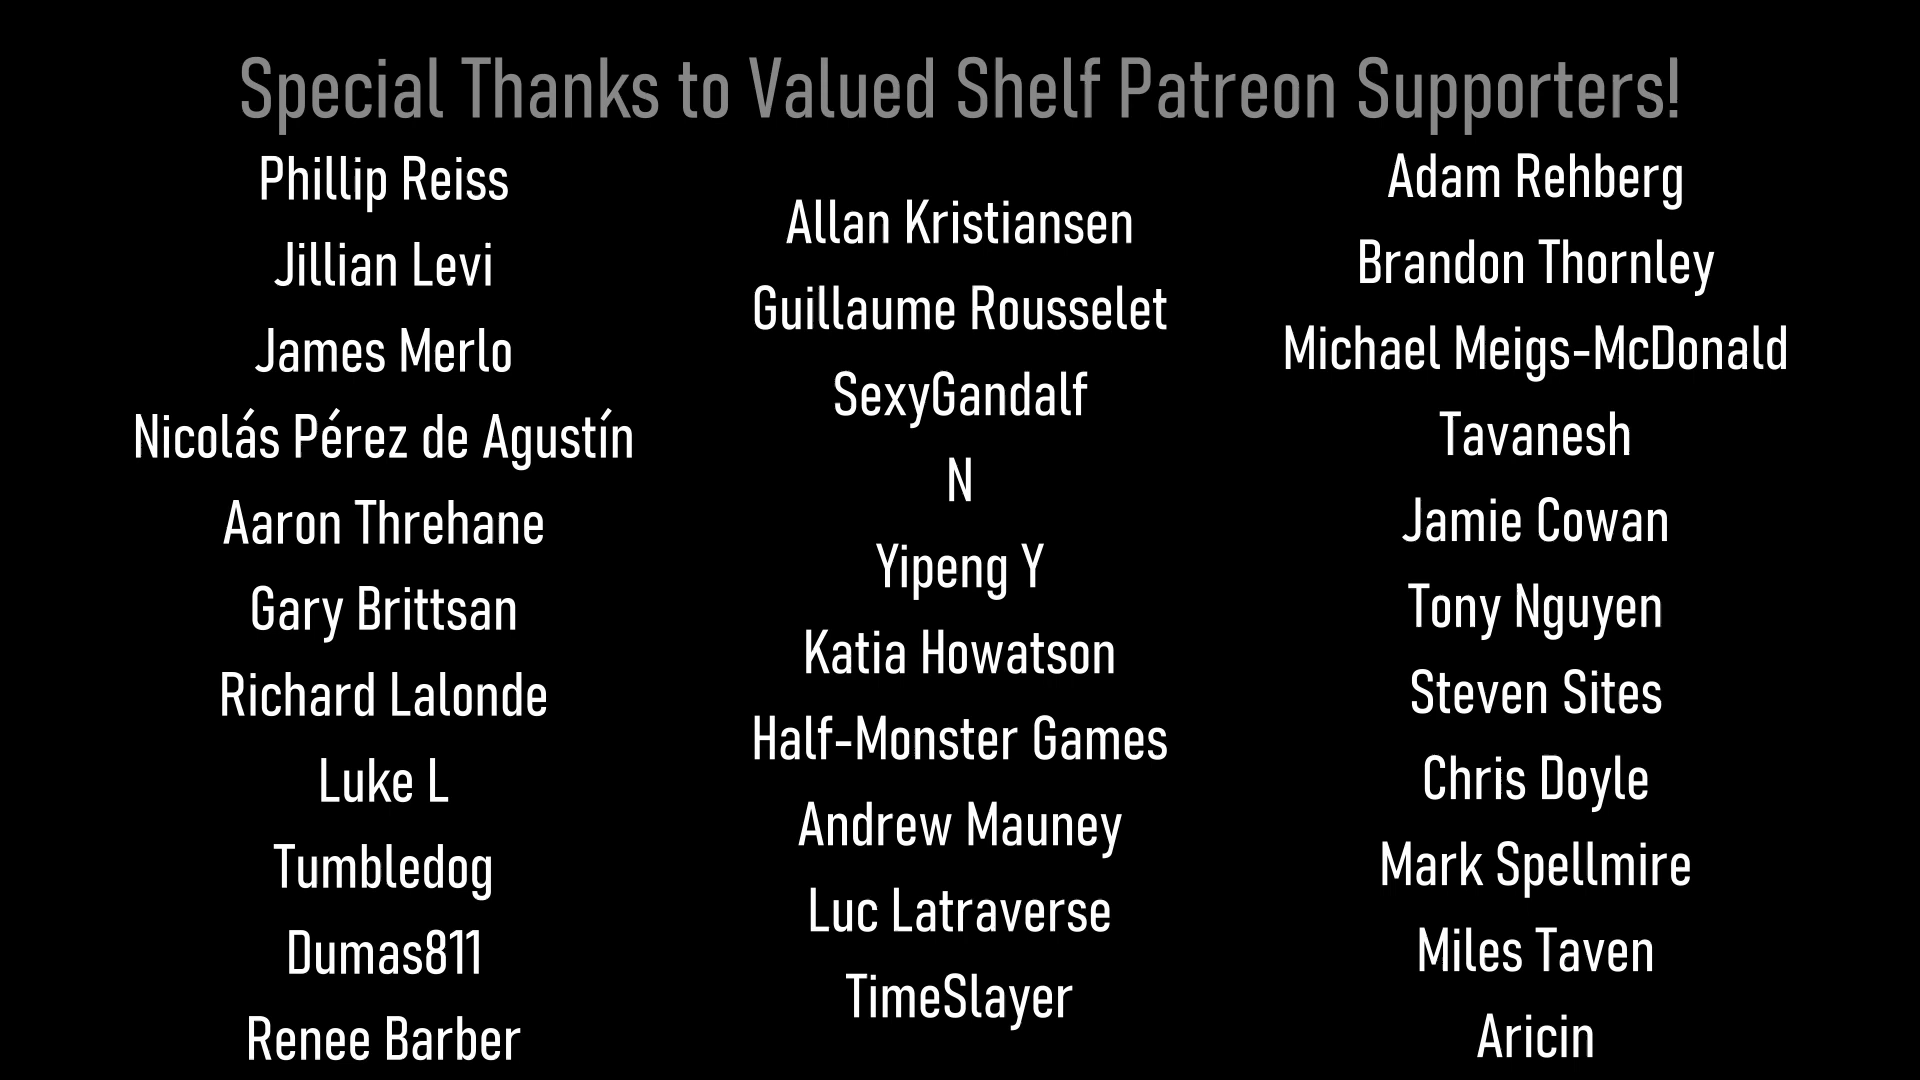 Special Thanks to Valued Shelf Patreon Supporters!
Phillip Reiss
Jillian Levi
James Merlo
Nicolás Pérez de Agustín
Aaron Threhane
Gary Brittsan
Richard Lalonde
Luke L
Tumbledog
Dumas811
Renee Barber
Allan Kristiansen
Guillaume Rousselet
SexyGandalf
N
Yipeng Y
Katia Howatson
Half-Monster Games
Andrew Mauney
Luc Latraverse
TimeSlayer
Adam Rehberg
Brandon Thornley
Michael Meigs-McDonald
Tavanesh
Jamie Cowan
Tony Nguyen
Steven Sites
Chris Doyle
Mark Spellmire
Miles Taven
Aricin